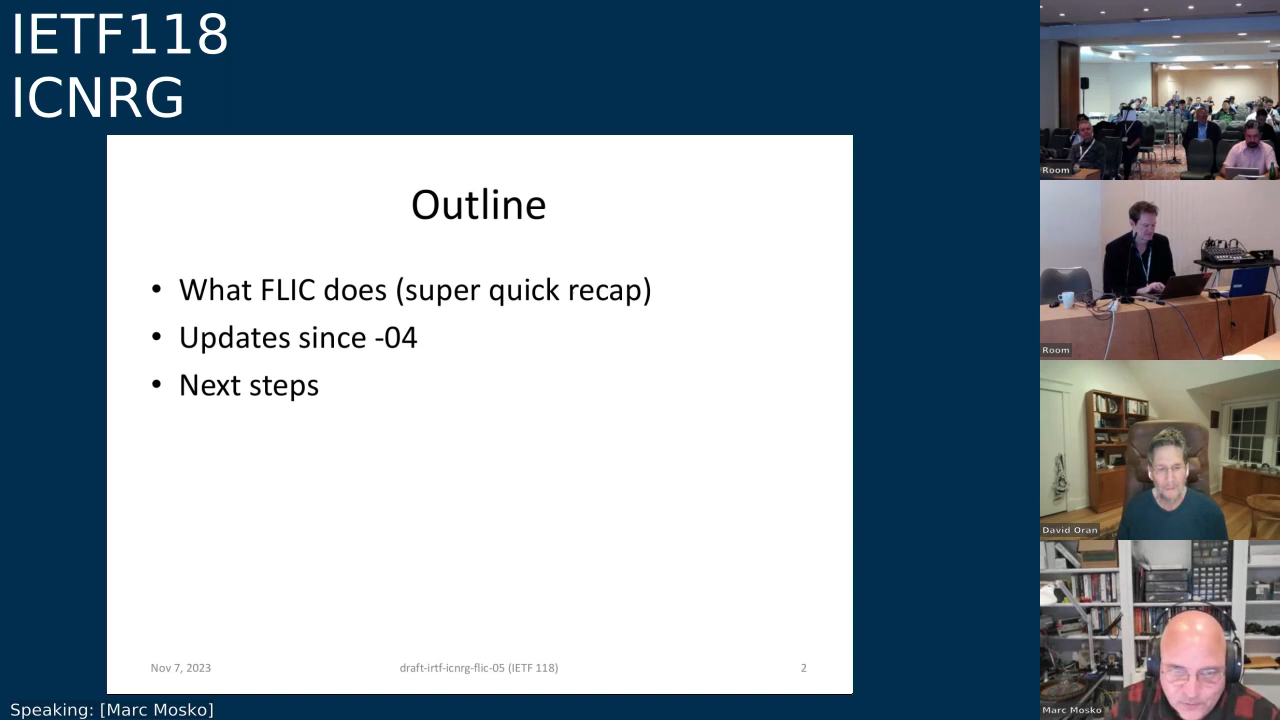 IETF118
ICNRG
Outline
• What FLIC does (super quick recap)
• Updates since -04
• Next steps
Nov 7, 2023
draft-irtf-icnrg-flic-05 (IETF 118)
2
Speaking: [Marc Mosko]
Room
Room
David Oran
Marc Mosko